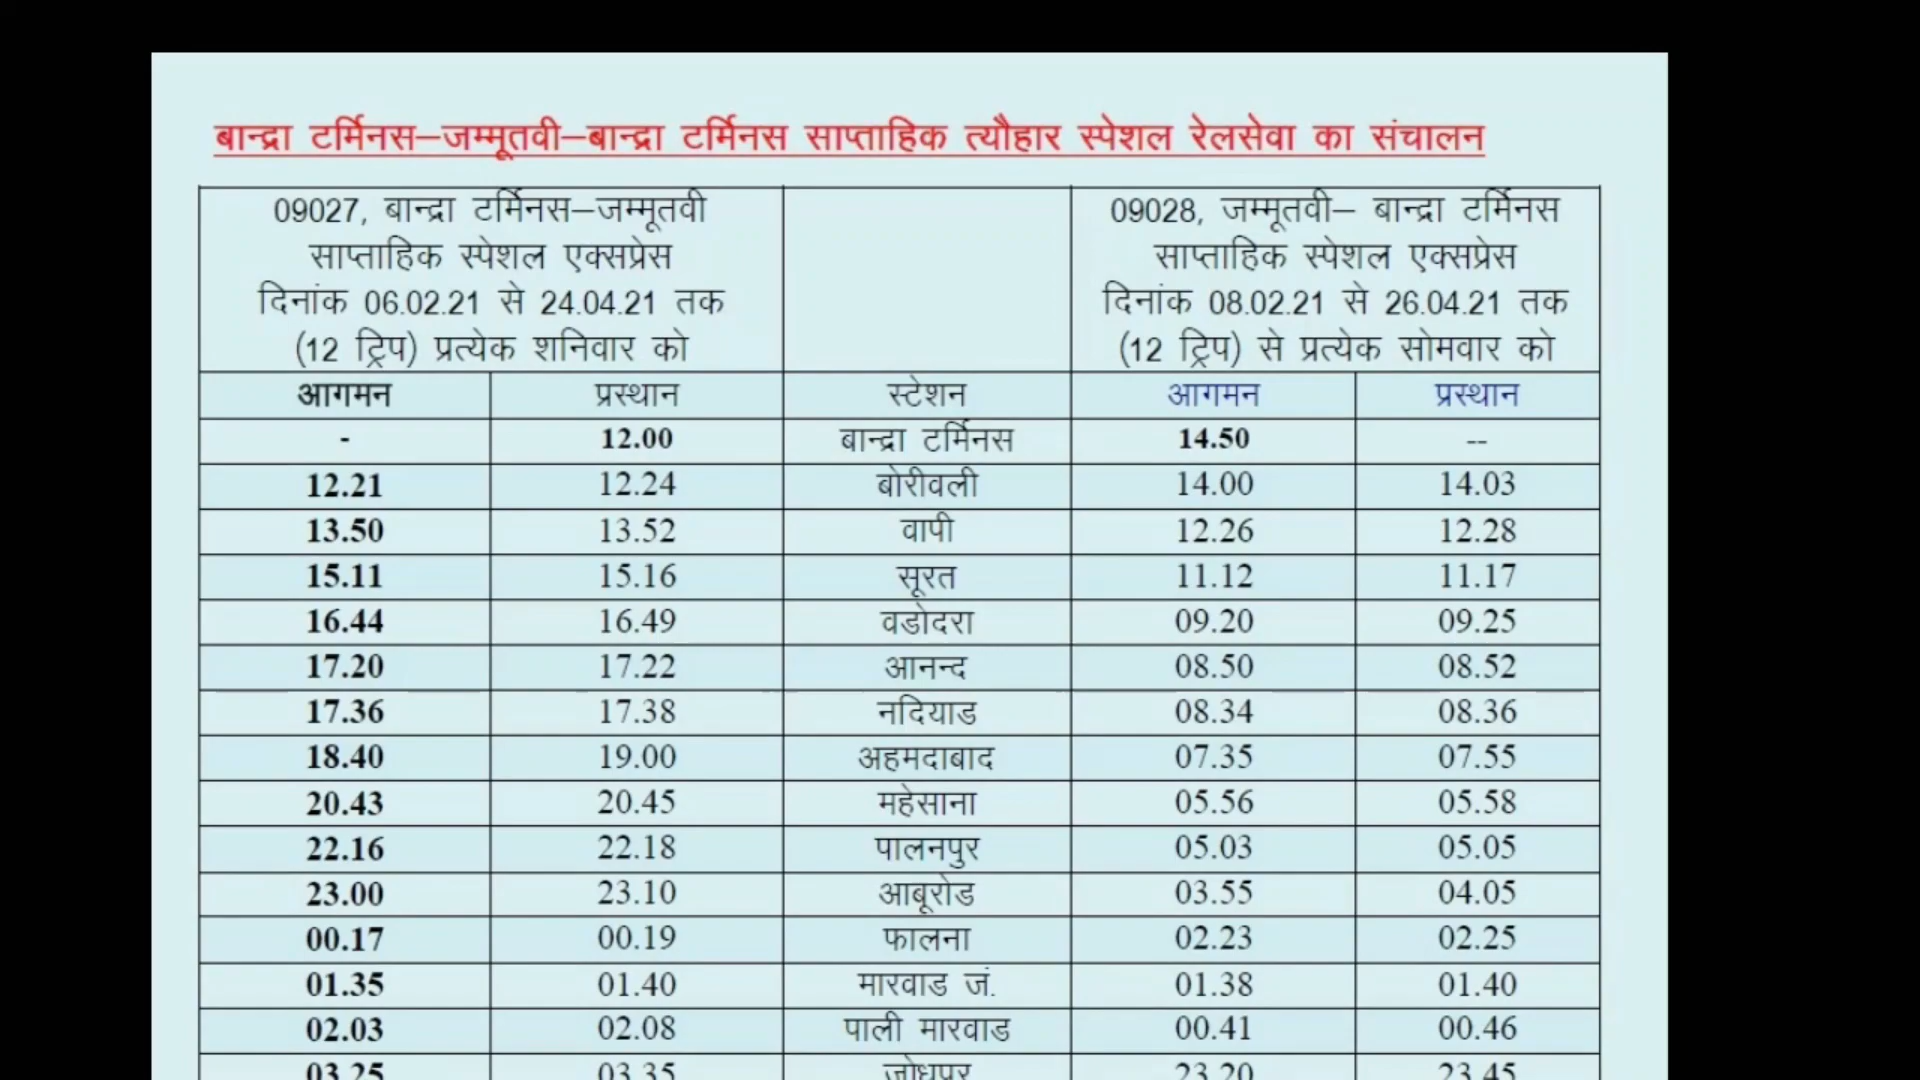 बान्द्रा टर्मिनस–जम्मूतवी–बान्द्रा टर्मिनस साप्ताहिक त्यौहार स्पेशल रेलसेवा का संचालन
09027, बान्द्रा टर्मिनस–जम्मूतवी
साप्ताहिक स्पेशल एक्सप्रेस
दिनांक 06.02.21 से 24.04.21 तक
(12 ट्रिप) प्रत्येक शनिवार को
09028, जम्मूतवी– बान्द्रा टर्मिनस
साप्ताहिक स्पेशल एक्सप्रेस
दिनांक 08.02.21 से 26.04.21 तक
(12 ट्रिप) से प्रत्येक सोमवार को
आगमन प्रस्थान स्टेशन आगमन प्रस्थान
- 12.00 बान्द्रा टर्मिनस 14.50 --
12.21 12.24 बोरीवली 14.00 14.03
13.50 13.52 वापी 12.26 12.28
15.11 15.16 सूरत 11.12 11.17
16.44 16.49 वडोदरा 09.20 09.25
17.20 17.22 आनन्द 08.50 08.52
17.36 17.38 नदियाड 08.34 08.36
18.40 19.00 अहमदाबाद 07.35 07.55
20.43 20.45 महेसाना 05.56 05.58
22.16 22.18 पालनपुर 05.03 05.05
23.00 23.10 आबूरोड 03.55 04.05
00.17 00.19 फालना 02.23 02.25
01.35 01.40 मारवाड जं. 01.38 01.40
02.03 02.08 पाली मारवाड 00.41 00.46
03.25 03.35 जोधपुर 23.20 23.45